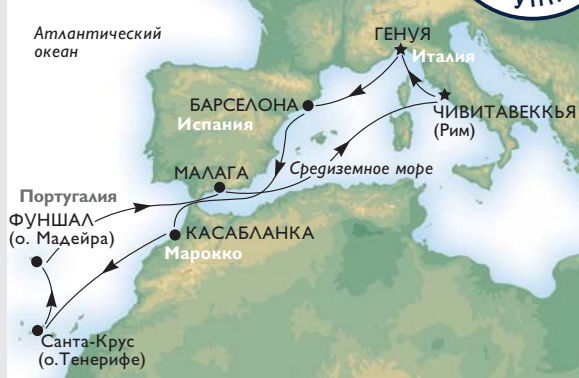 Атлантический
океан
ГЕНУЯ
Италия
БАРСЕЛОНА
Испания
ЧИВИТАВЕККЬЯ
(Рим)
МАЛАГА
Средиземное море
Португалия
ФУНШАЛ
(о. Мадейра)
КАСАБЛАНКА
Марокко
Санта-Крус
(о.Тенерифе)